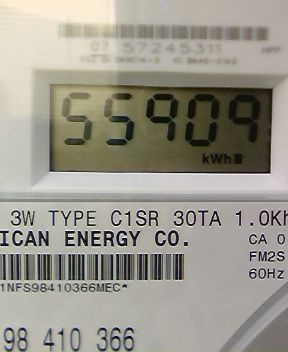 07 57245311
55909
kWh
3W TYPE C1SR 30TA 1.0Kh
ICAN ENERGY CO.
CA 0
FM2S
1NFS98410366MEC*
60Hz
98 410 366